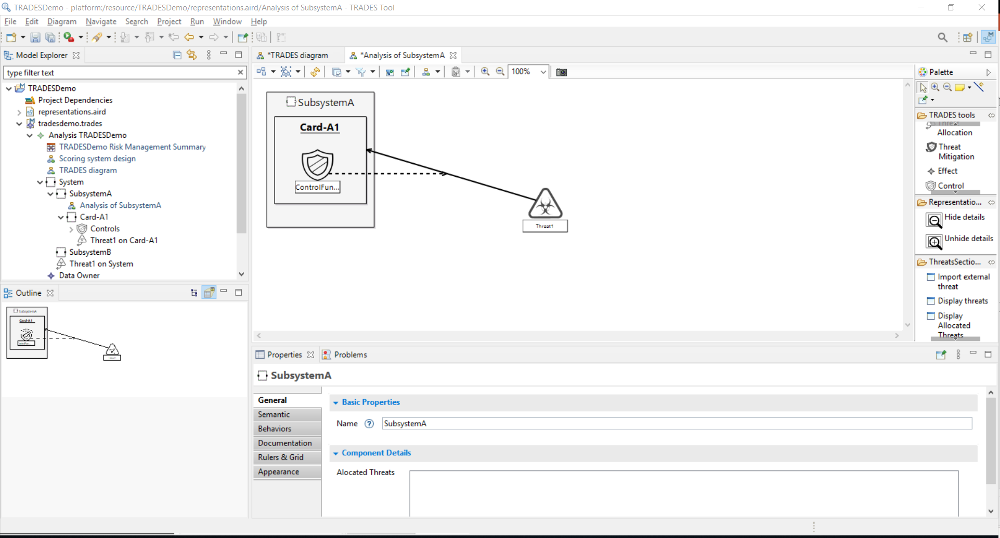 TRADESDemo - platform:/resource/TRADESDemo/representations.aird/Analysis of SubsystemA - TRADES Tool
File Edit Diagram Navigate Search Project Run Window Help
Model Explorer
type filter text
TRADESDemo
Project Dependencies
representations.aird
tradesdemo.trades
Analysis TRADESDemo
TRADESDemo Risk Management Summary
Scoring system design
TRADES diagram
System
SubsystemA
Analysis of SubsystemA
Card-A1
Controls
Threat1 on Card-A1
SubsystemB
Threat1 on System
Data Owner
Outline
SubsystemA
Card-A1
*TRADES diagram
*Analysis of SubsystemA
100%
SubsystemA
Card-A1
ControlFun...
Threat1
Palette
TRADES tools
Threat
Allocation
Threat
Mitigation
Effect
Control
Representatio...
Hide details
Unhide details
ThreatsSectio...
Import external
threat
Display threats
Display
Allocated
Threats
Properties
Problems
SubsystemA
General
Semantic
Behaviors
Documentation
Rulers & Grid
Appearance
Basic Properties
Name SubsystemA
Component Details
Alocated Threats